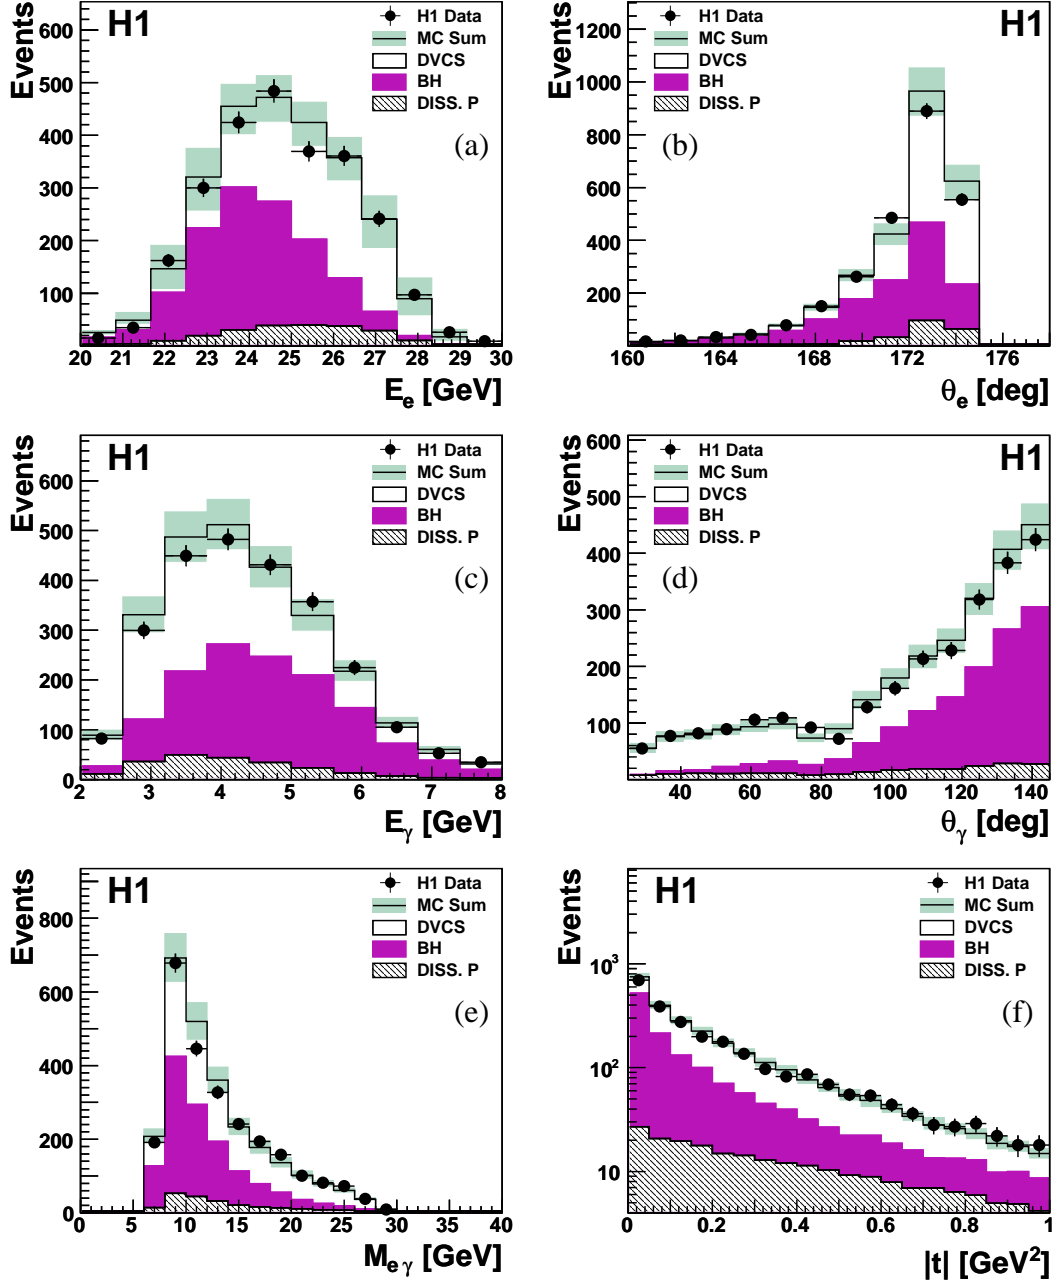 H1
H1 Data
MC Sum
DVCS
BH
DISS. P
(a)
Events
600
500
400
300
200
100
0
20 21 22 23 24 25 26 27 28 29 30
E_e [GeV]
H1
H1 Data
MC Sum
DVCS
BH
DISS. P
(b)
Events
1200
1000
800
600
400
200
160 164 168 172 176
θ_e [deg]
H1
H1 Data
MC Sum
DVCS
BH
DISS. P
(c)
Events
600
500
400
300
200
100
0
2 3 4 5 6 7 8
E_γ [GeV]
H1
H1 Data
MC Sum
DVCS
BH
DISS. P
(d)
Events
600
500
400
300
200
100
40 60 80 100 120 140
θ_γ [deg]
H1
H1 Data
MC Sum
DVCS
BH
DISS. P
(e)
Events
800
600
400
200
0
0 5 10 15 20 25 30 35 40
M_eγ [GeV]
H1
H1 Data
MC Sum
DVCS
BH
DISS. P
(f)
Events
10³
10²
10
0 0.2 0.4 0.6 0.8 1
|t| [GeV²]